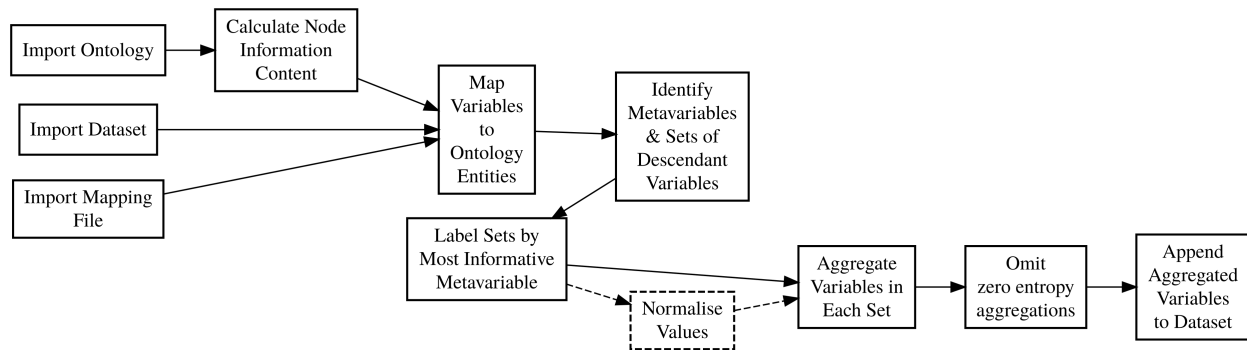 Import Ontology
Calculate Node
Information
Content
Import Dataset
Import Mapping
File
Map
Variables
to
Ontology
Entities
Identify
Metavariables
& Sets of
Descendant
Variables
Label Sets by
Most Informative
Metavariable
Normalise
Values
Aggregate
Variables in
Each Set
Omit
zero entropy
aggregations
Append
Aggregated
Variables
to Dataset